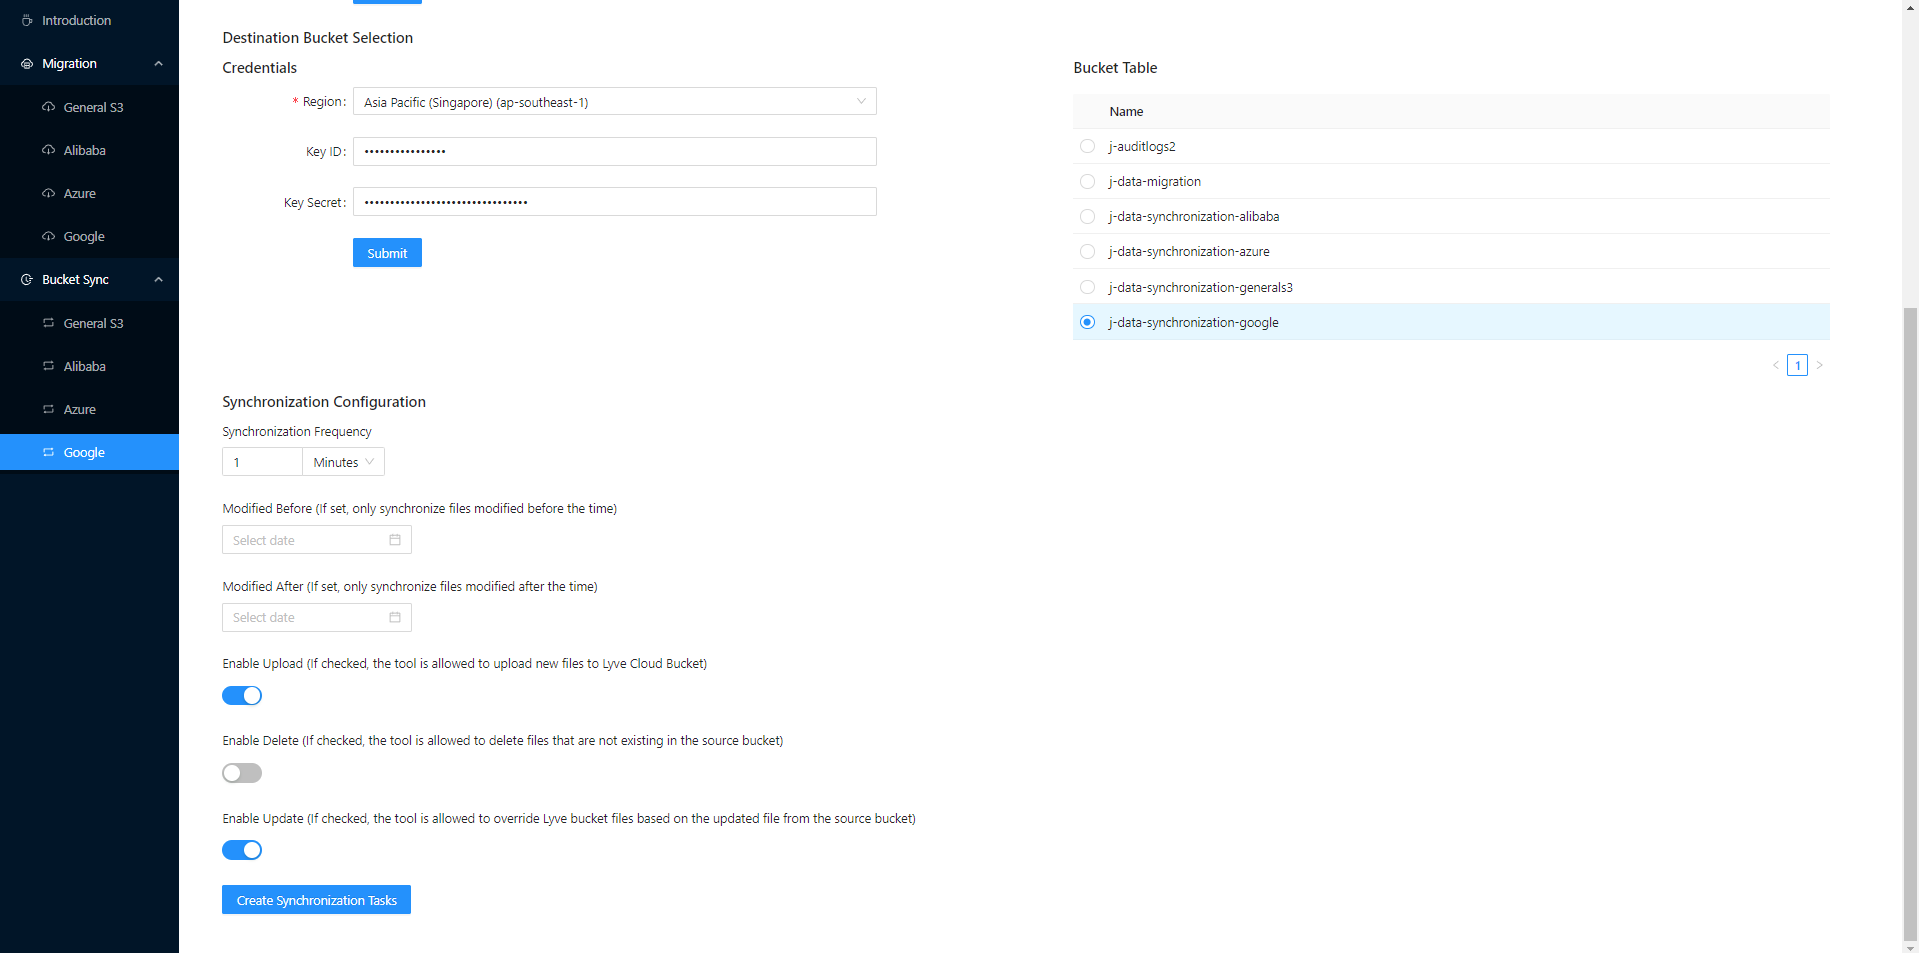 Introduction
Migration
General S3
Alibaba
Azure
Google
Bucket Sync
General S3
Alibaba
Azure
Google
Destination Bucket Selection
Credentials
* Region:
Asia Pacific (Singapore) (ap-southeast-1)
Key ID:
••••••••••••••••
Key Secret:
••••••••••••••••••••••••••••••••
Submit
Bucket Table
Name
j-auditlogs2
j-data-migration
j-data-synchronization-alibaba
j-data-synchronization-azure
j-data-synchronization-generals3
j-data-synchronization-google
< 1 >
Synchronization Configuration
Synchronization Frequency
1 Minutes
Modified Before (If set, only synchronize files modified before the time)
Select date
Modified After (If set, only synchronize files modified after the time)
Select date
Enable Upload (If checked, the tool is allowed to upload new files to Lyve Cloud Bucket)
Enable Delete (If checked, the tool is allowed to delete files that are not existing in the source bucket)
Enable Update (If checked, the tool is allowed to override Lyve bucket files based on the updated file from the source bucket)
Create Synchronization Tasks